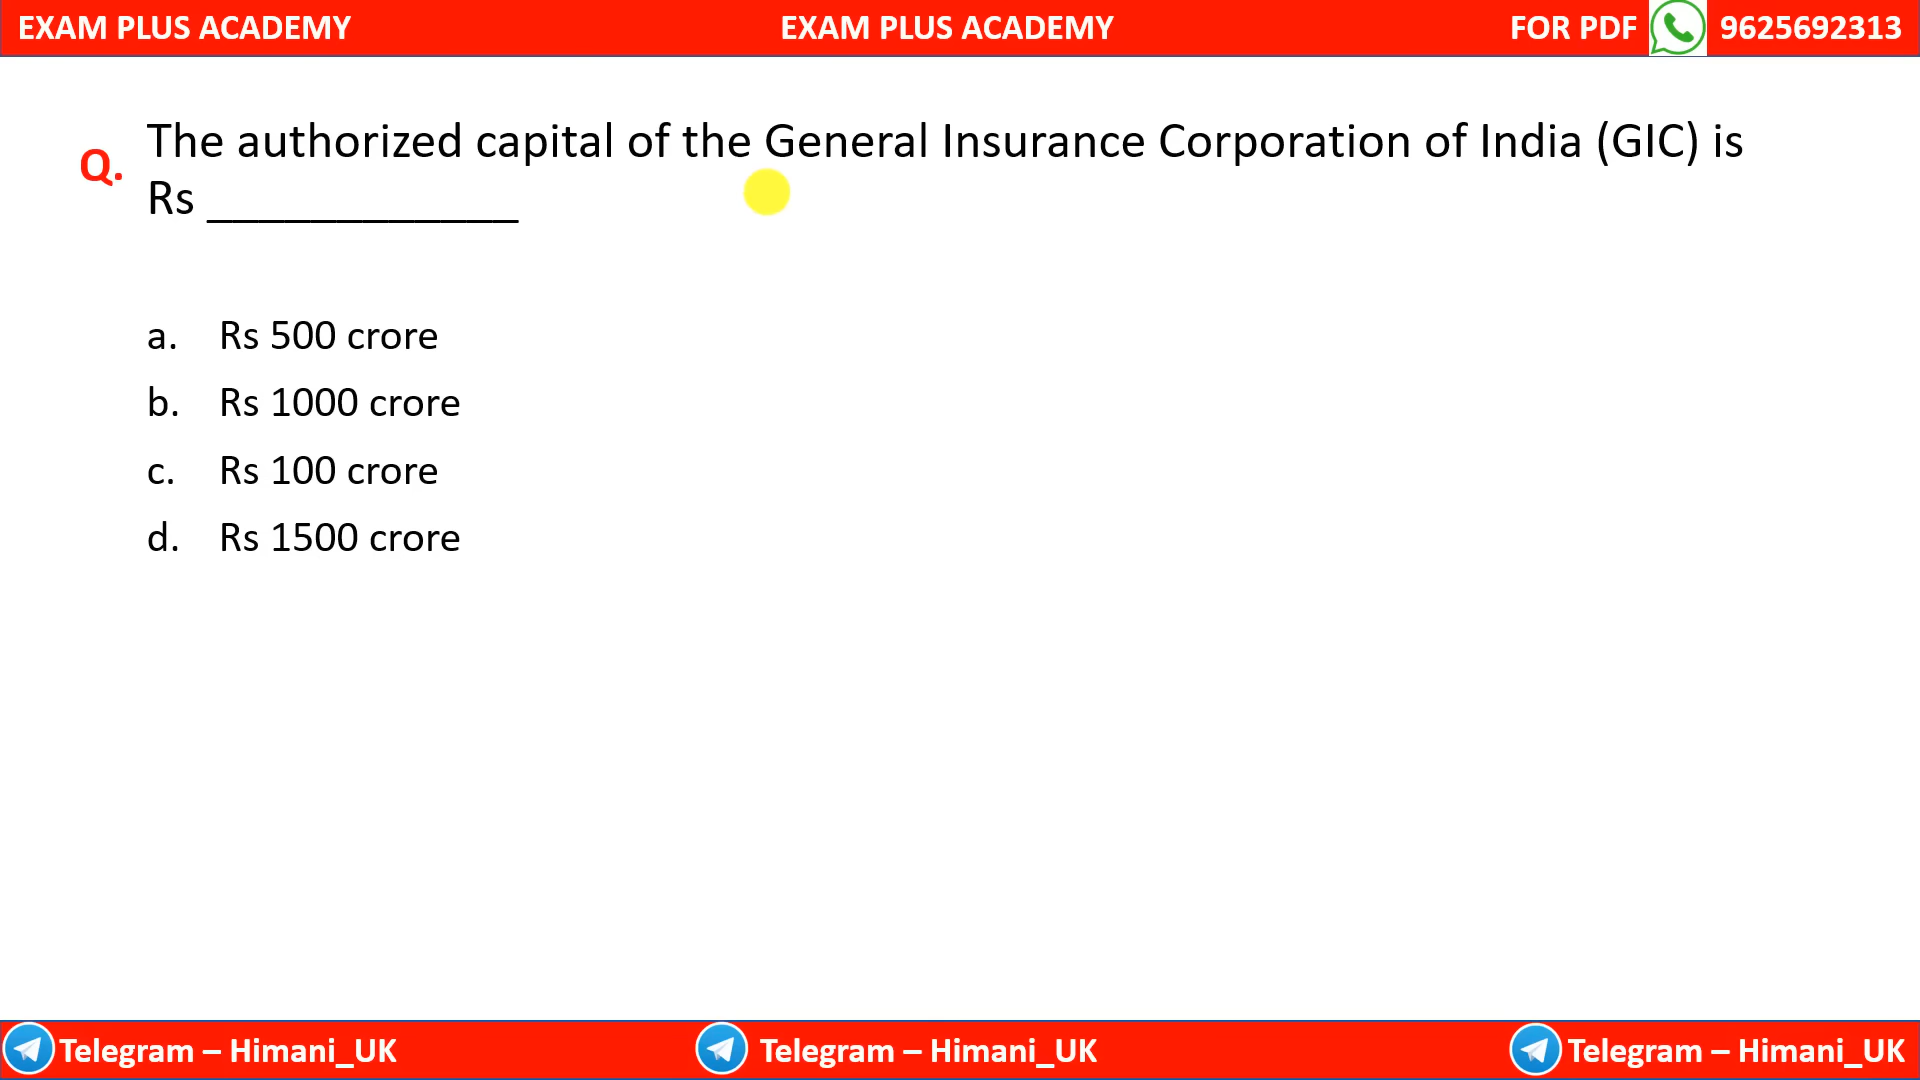 EXAM PLUS ACADEMY EXAM PLUS ACADEMY FOR PDF 9625692313
Q. The authorized capital of the General Insurance Corporation of India (GIC) is
Rs ____________
a. Rs 500 crore
b. Rs 1000 crore
c. Rs 100 crore
d. Rs 1500 crore
Telegram – Himani_UK Telegram – Himani_UK Telegram – Himani_UK